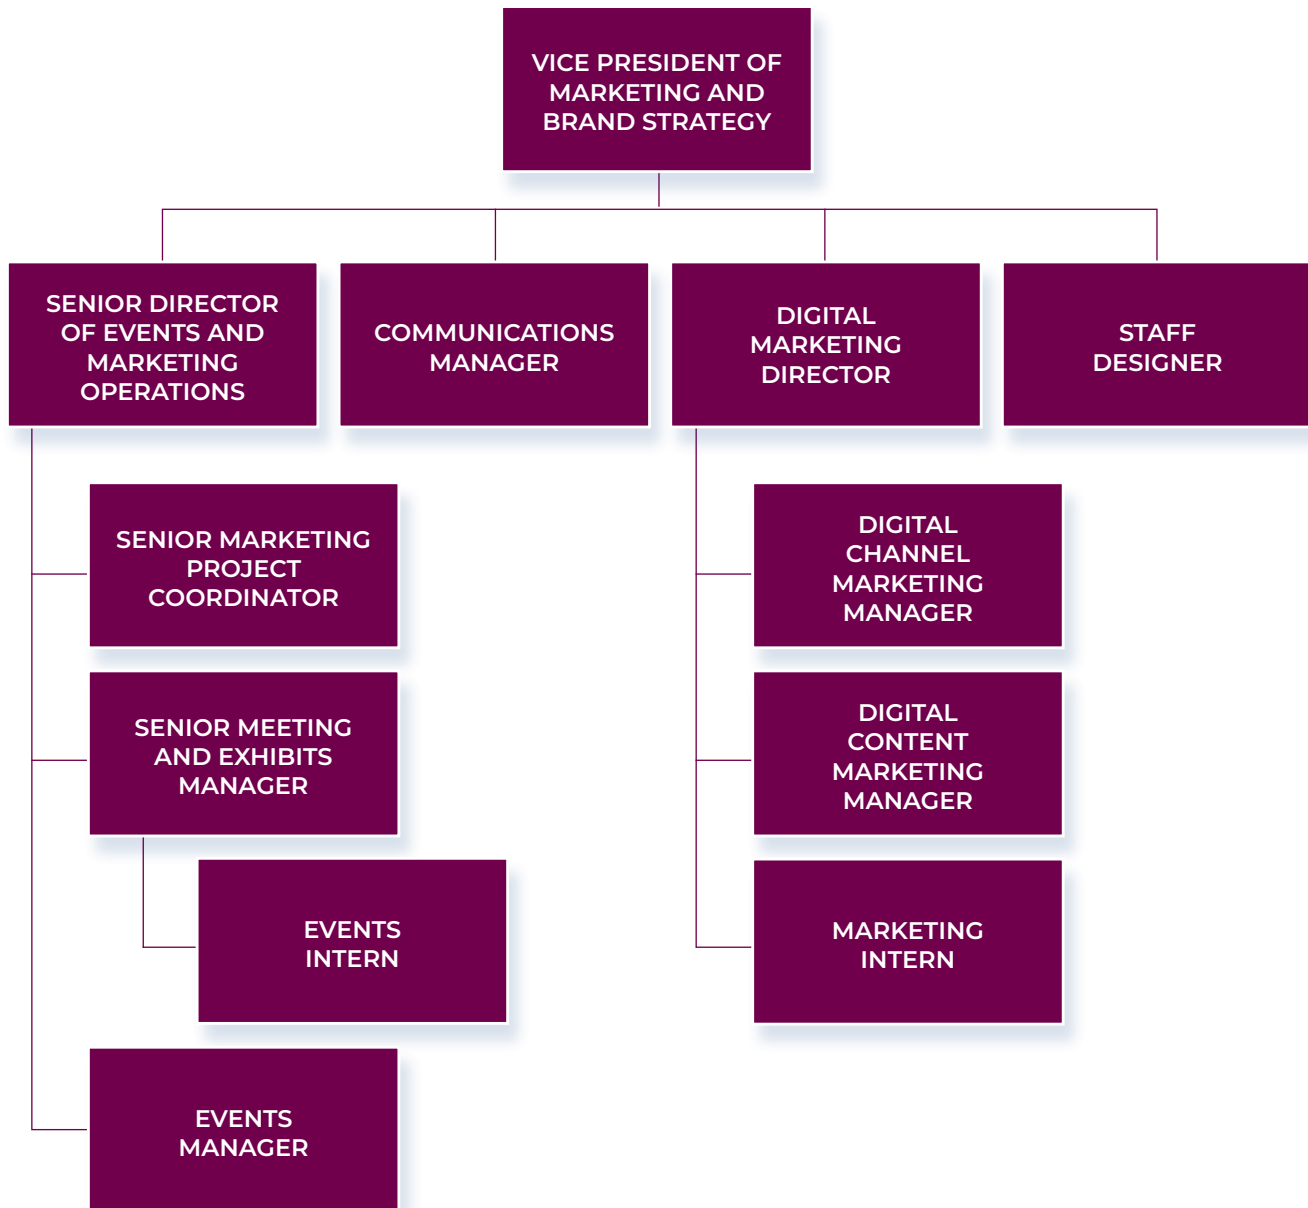 VICE PRESIDENT OF
MARKETING AND
BRAND STRATEGY
SENIOR DIRECTOR
OF EVENTS AND
MARKETING
OPERATIONS
COMMUNICATIONS
MANAGER
DIGITAL
MARKETING
DIRECTOR
STAFF
DESIGNER
SENIOR MARKETING
PROJECT
COORDINATOR
SENIOR MEETING
AND EXHIBITS
MANAGER
EVENTS
INTERN
EVENTS
MANAGER
DIGITAL
CHANNEL
MARKETING
MANAGER
DIGITAL
CONTENT
MARKETING
MANAGER
MARKETING
INTERN